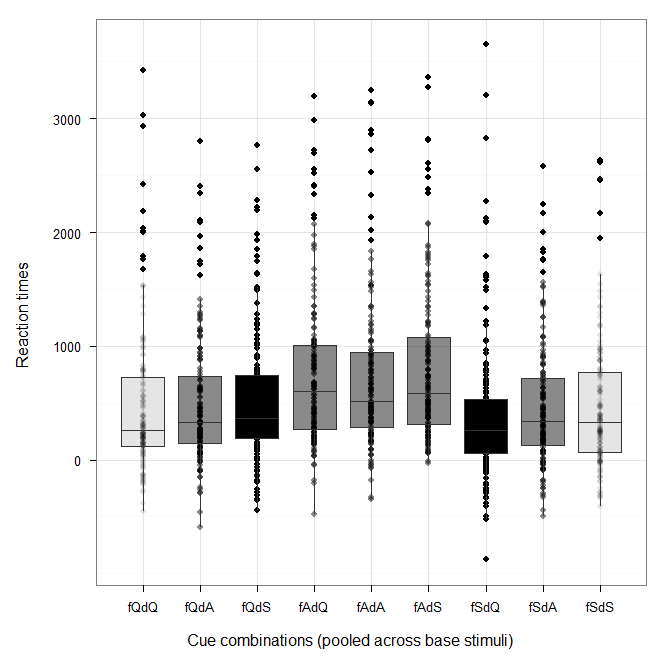 Reaction times
3000
2000
1000
0
fQdQ fQdA fQdS fAdQ fAdA fAdS fSdQ fSdA fSdS
Cue combinations (pooled across base stimuli)